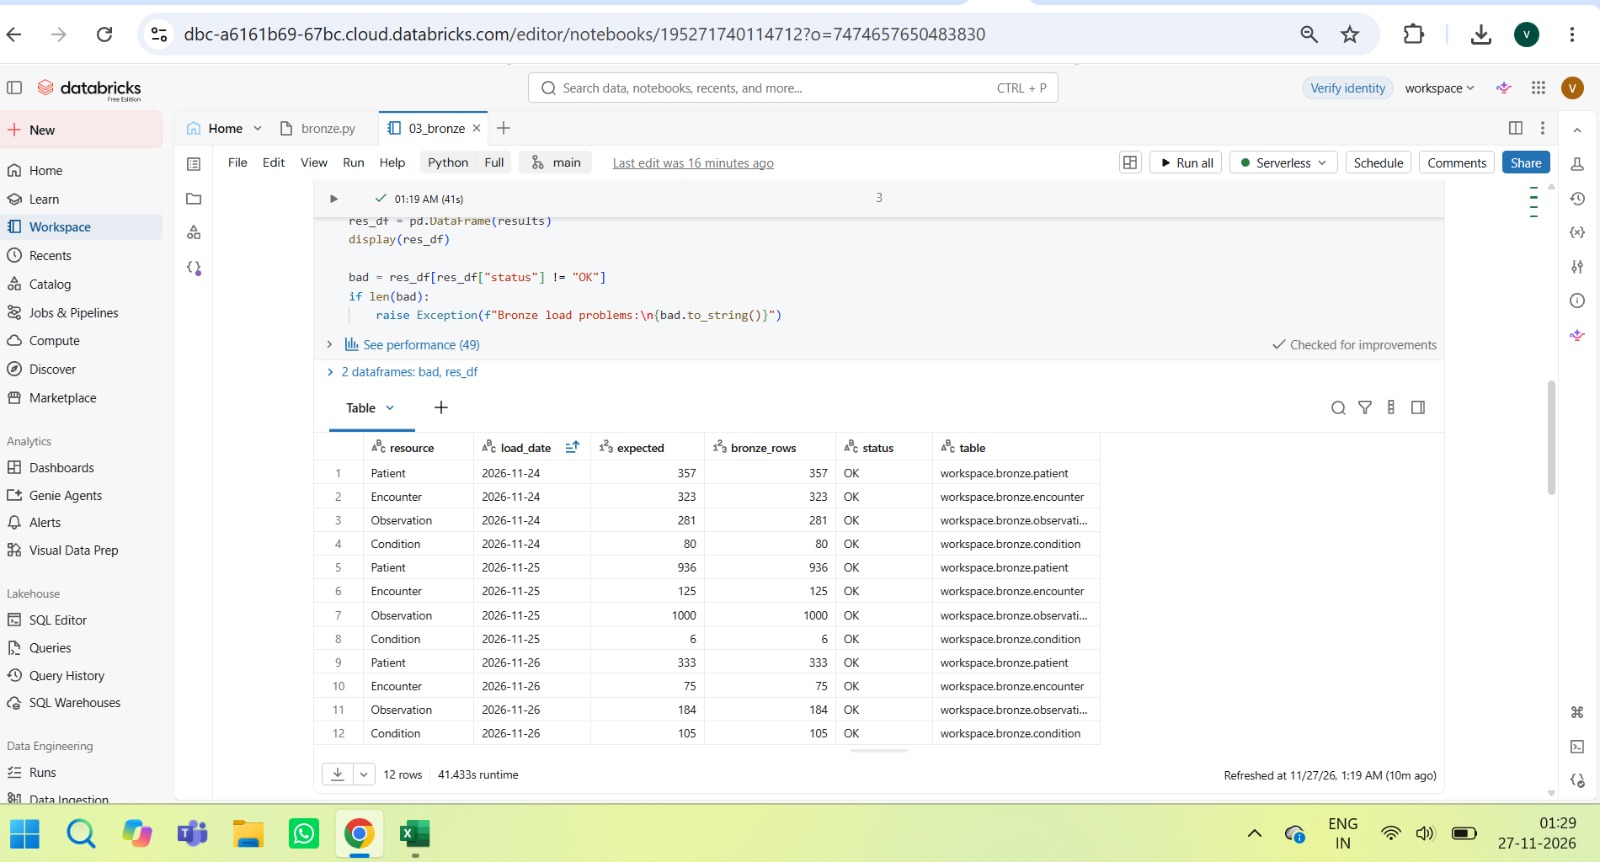 dbc-a6161b69-67bc.cloud.databricks.com/editor/notebooks/195271740114712?o=7474657650483830
V
databricks
Free Edition
Search data, notebooks, recents, and more...
CTRL + P
Verify identity
workspace
V
New
Home
bronze.py
03_bronze
File Edit View Run Help Python Full main Last edit was 16 minutes ago
Run all
Serverless
Schedule
Comments
Share
Home
Learn
Workspace
Recents
Catalog
Jobs & Pipelines
Compute
Discover
Marketplace
Analytics
Dashboards
Genie Agents
Alerts
Visual Data Prep
Lakehouse
SQL Editor
Queries
Query History
SQL Warehouses
Data Engineering
Runs
Data Ingestion
01:19 AM (41s)
3
res_df = pd.DataFrame(results)
display(res_df)
bad = res_df[res_df["status"] != "OK"]
if len(bad):
raise Exception(f"Bronze load problems:\n{bad.to_string()}")
See performance (49)
Checked for improvements
2 dataframes: bad, res_df
Table
resource load_date expected bronze_rows status table
1 Patient 2026-11-24 357 357 OK workspace.bronze.patient
2 Encounter 2026-11-24 323 323 OK workspace.bronze.encounter
3 Observation 2026-11-24 281 281 OK workspace.bronze.observati...
4 Condition 2026-11-24 80 80 OK workspace.bronze.condition
5 Patient 2026-11-25 936 936 OK workspace.bronze.patient
6 Encounter 2026-11-25 125 125 OK workspace.bronze.encounter
7 Observation 2026-11-25 1000 1000 OK workspace.bronze.observati...
8 Condition 2026-11-25 6 6 OK workspace.bronze.condition
9 Patient 2026-11-26 333 333 OK workspace.bronze.patient
10 Encounter 2026-11-26 75 75 OK workspace.bronze.encounter
11 Observation 2026-11-26 184 184 OK workspace.bronze.observati...
12 Condition 2026-11-26 105 105 OK workspace.bronze.condition
12 rows
41.433s runtime
Refreshed at 11/27/26, 1:19 AM (10m ago)
ENG
IN
01:29
27-11-2026